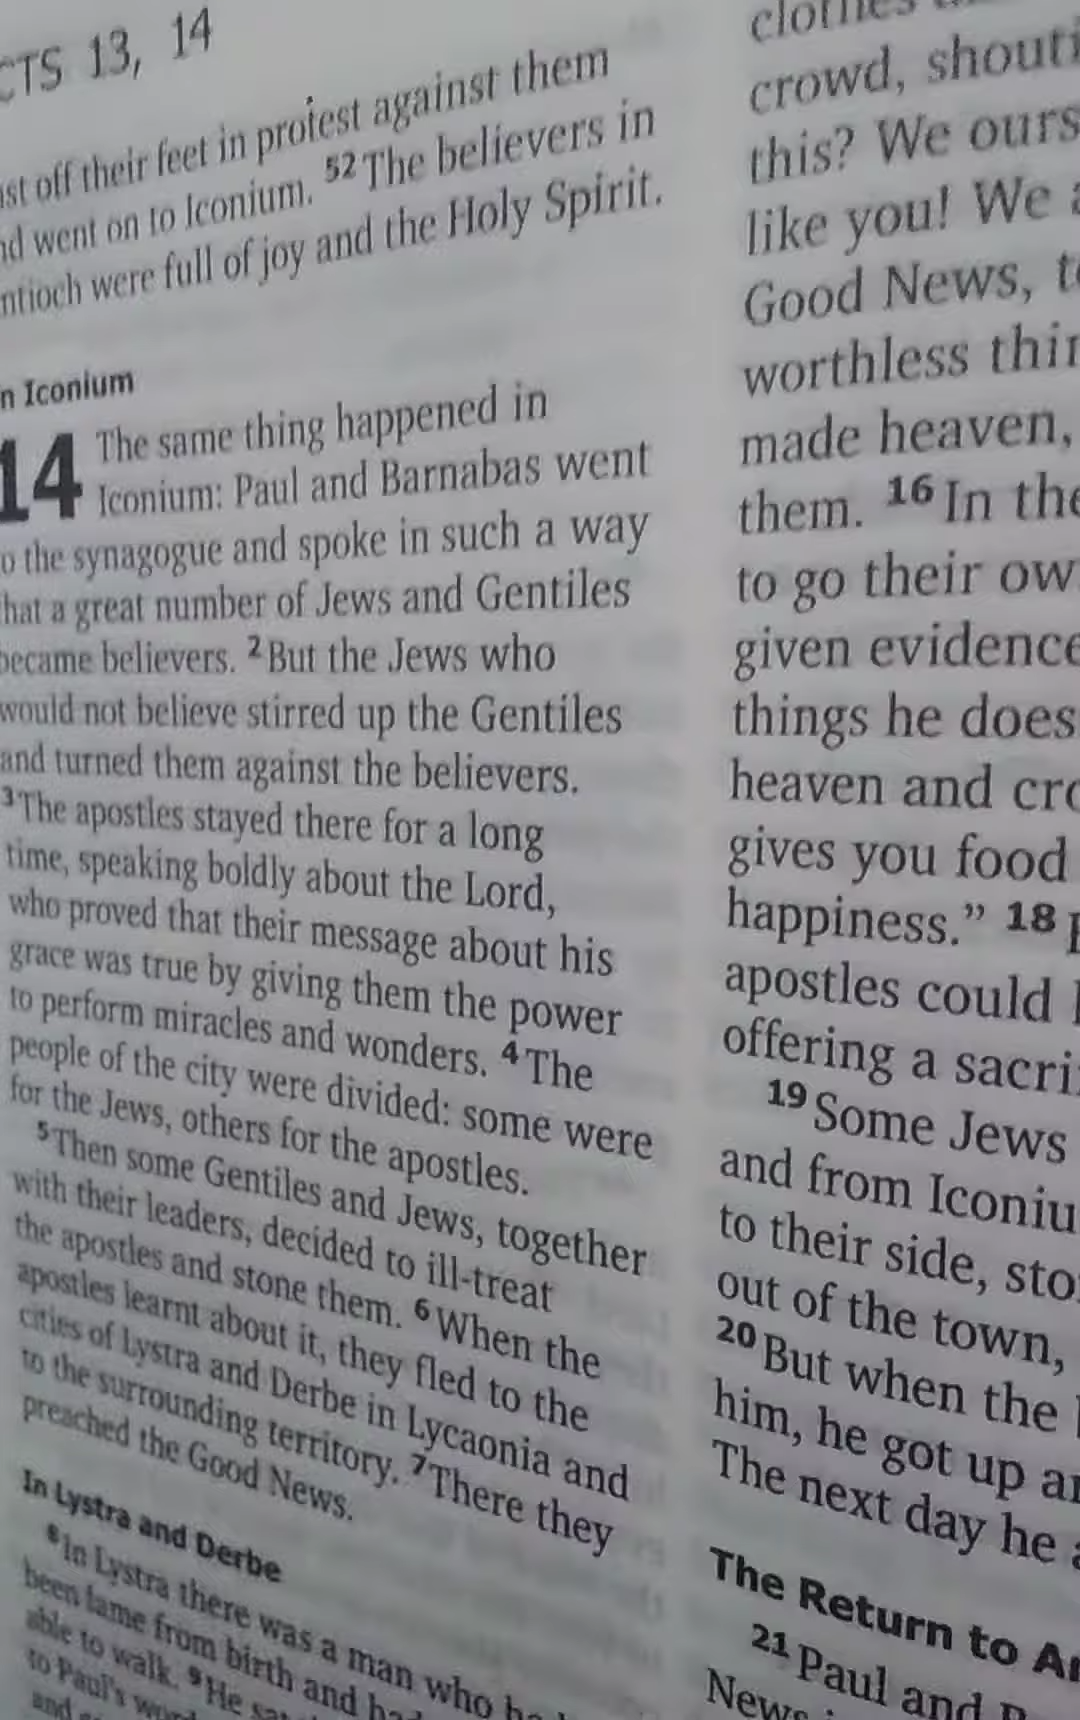 CTS 13, 14
ust off their feet in protest against them
nd went on to Iconium. 52 The believers in
ntioch were full of joy and the Holy Spirit.
n Iconium
14 The same thing happened in
Iconium: Paul and Barnabas went
o the synagogue and spoke in such a way
hat a great number of Jews and Gentiles
became believers. 2 But the Jews who
would not believe stirred up the Gentiles
and turned them against the believers.
3 The apostles stayed there for a long
time, speaking boldly about the Lord,
who proved that their message about his
grace was true by giving them the power
to perform miracles and wonders. 4 The
people of the city were divided: some were
for the Jews, others for the apostles.
5 Then some Gentiles and Jews, together
with their leaders, decided to ill-treat
the apostles and stone them. 6 When the
apostles learnt about it, they fled to the
cities of Lystra and Derbe in Lycaonia and
to the surrounding territory. 7 There they
preached the Good News.
In Lystra and Derbe
8 In Lystra there was a man who
been lame from birth and
able to walk. 9 He
to Paul's
and
clothes
crowd, shouti
this? We ours
like you! We a
Good News, to
worthless thin
made heaven,
them. 16 In the
to go their ow
given evidence
things he does
heaven and cro
gives you food
happiness." 18
apostles could
offering a sacri
19 Some Jews
and from Iconiu
to their side, sto
out of the town,
20 But when the
him, he got up a
The next day he
The Return to A
21 Paul and
News